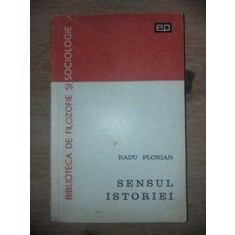 ep
BIBLIOTECA DE FILOZOFIE ȘI SOCIOLOGIE
RADU FLORIAN
SENSUL
ISTORIEI